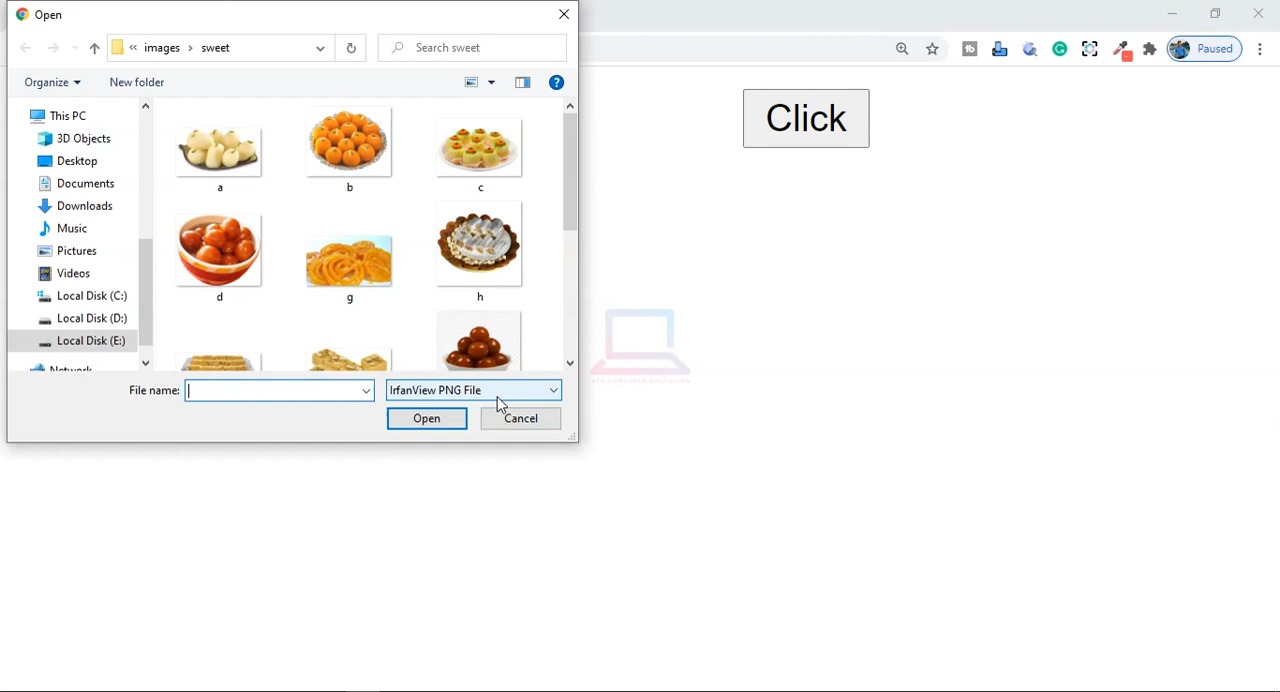 Open
« images › sweet
Search sweet
Organize
New folder
This PC
3D Objects
Desktop
Documents
Downloads
Music
Pictures
Videos
Local Disk (C:)
Local Disk (D:)
Local Disk (E:)
Network
a
b
c
d
g
h
File name:
IrfanView PNG File
Open
Cancel
Paused
Click